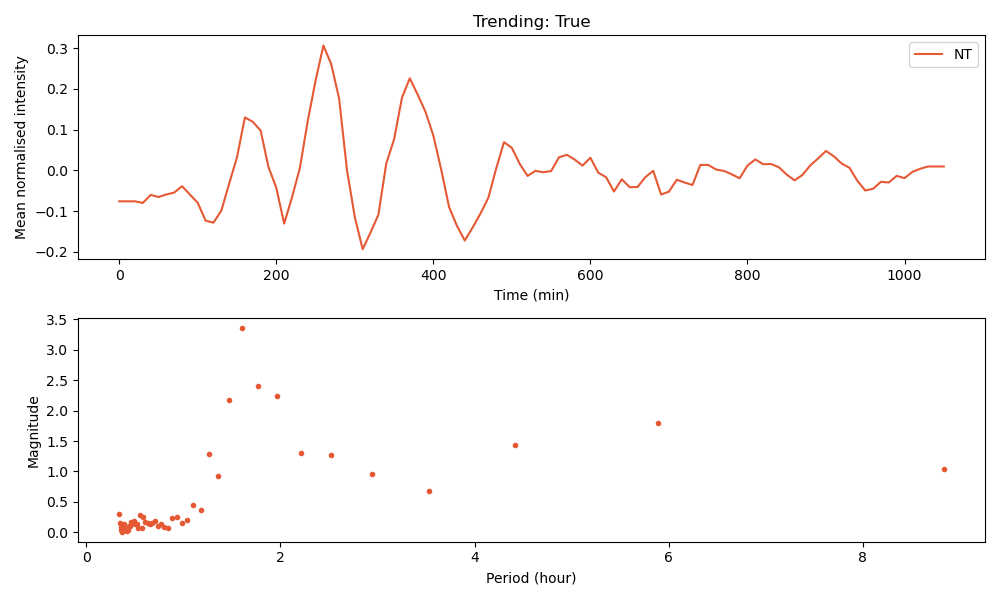 Trending: True
NT
Mean normalised intensity
0.3
0.2
0.1
0.0
−0.1
−0.2
0 200 400 600 800 1000
Time (min)
Magnitude
3.5
3.0
2.5
2.0
1.5
1.0
0.5
0.0
0 2 4 6 8
Period (hour)